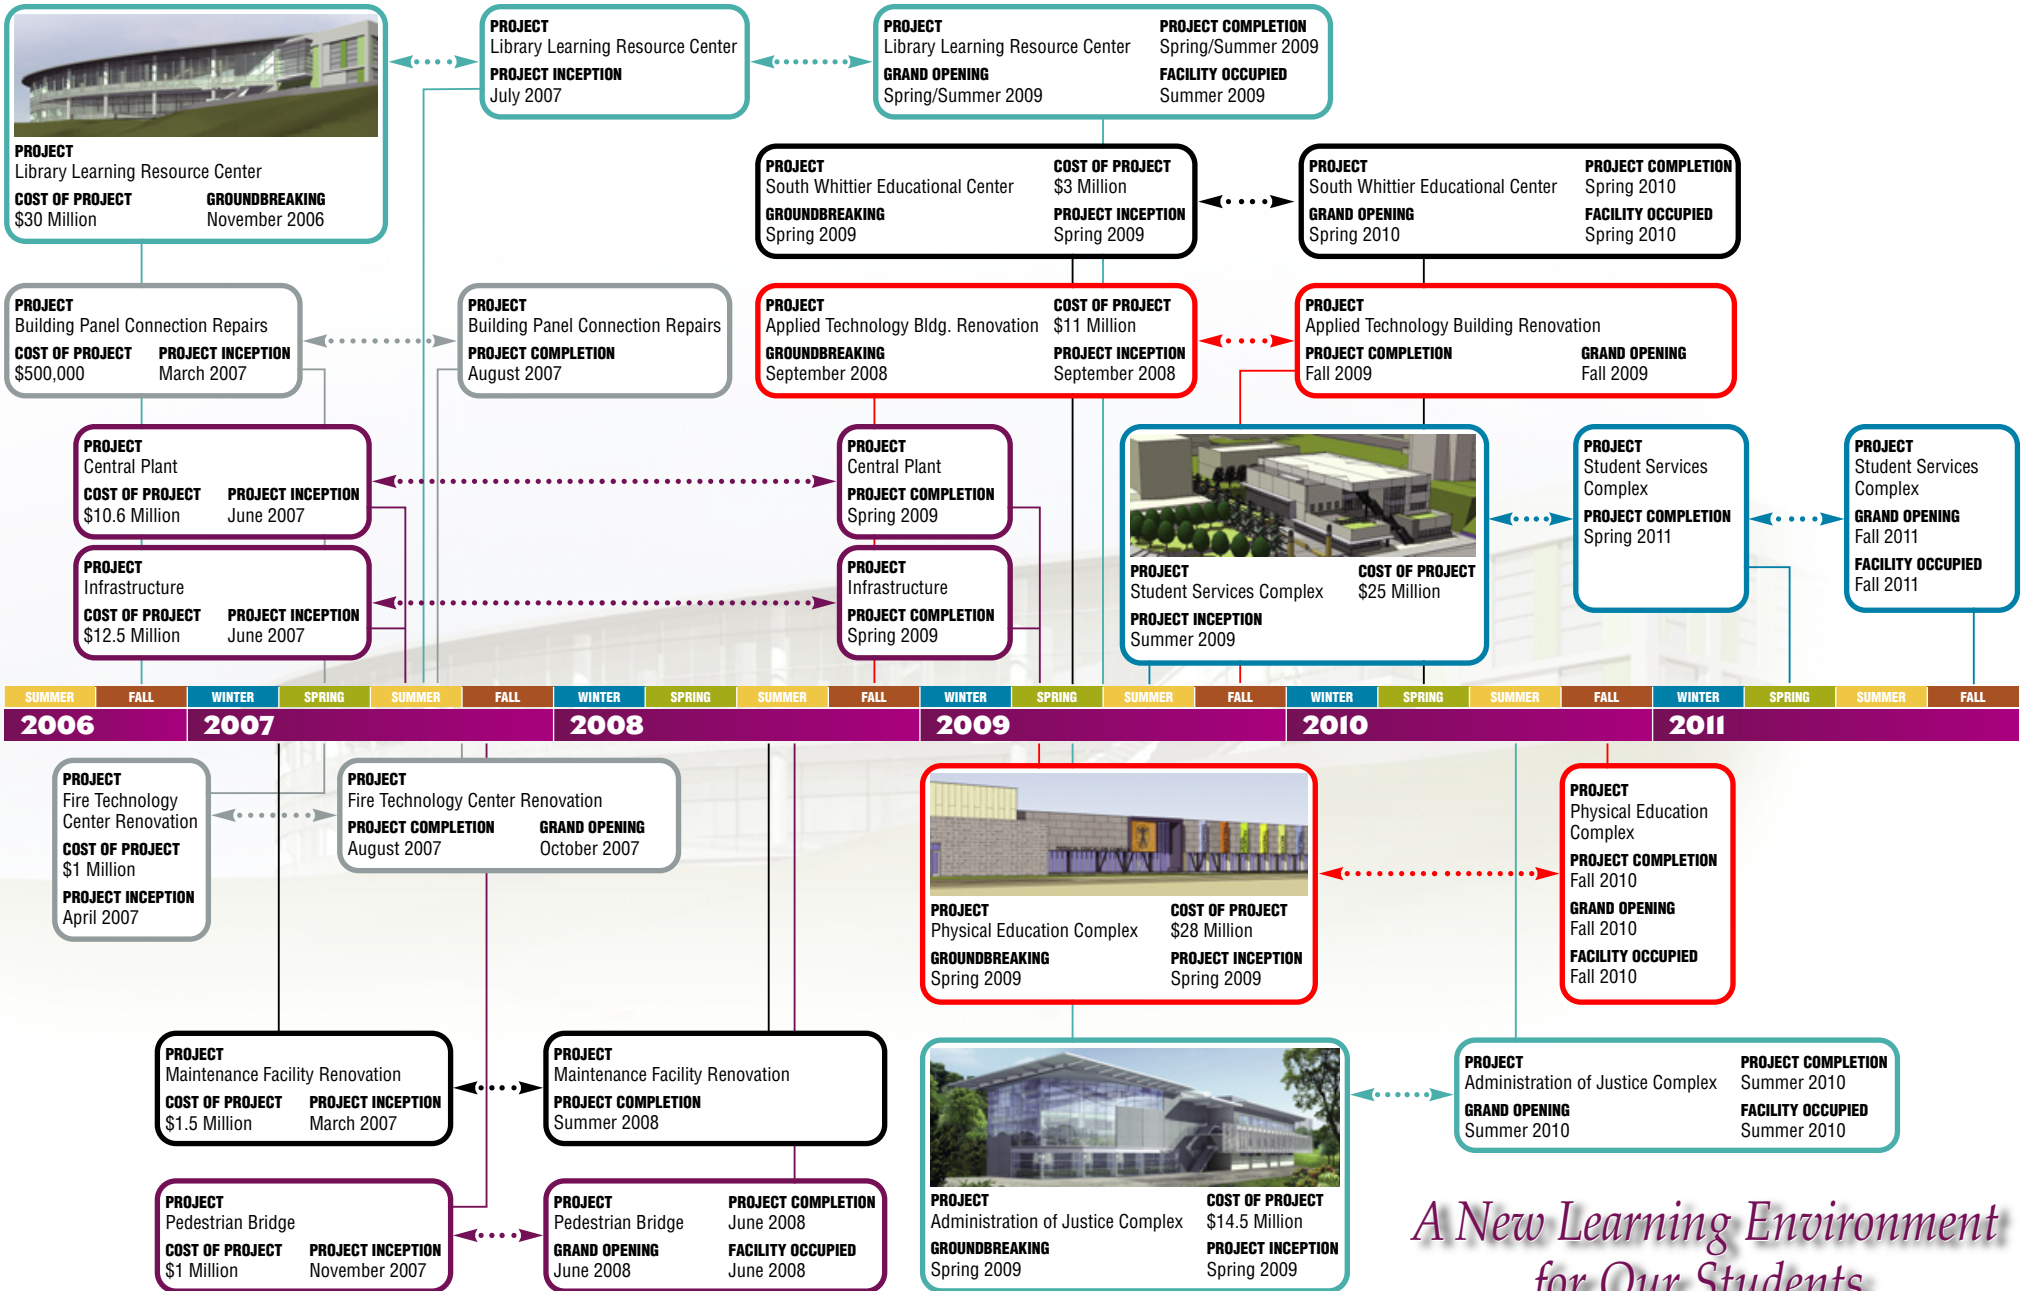 PROJECT
Library Learning Resource Center
COST OF PROJECT
$30 Million
GROUNDBREAKING
November 2006
PROJECT
Library Learning Resource Center
PROJECT INCEPTION
July 2007
PROJECT
Library Learning Resource Center
PROJECT COMPLETION
Spring/Summer 2009
GRAND OPENING
Spring/Summer 2009
FACILITY OCCUPIED
Summer 2009
PROJECT
South Whittier Educational Center
COST OF PROJECT
$3 Million
GROUNDBREAKING
Spring 2009
PROJECT INCEPTION
Spring 2009
PROJECT
South Whittier Educational Center
PROJECT COMPLETION
Spring 2010
GRAND OPENING
Spring 2010
FACILITY OCCUPIED
Spring 2010
PROJECT
Building Panel Connection Repairs
COST OF PROJECT
$500,000
PROJECT INCEPTION
March 2007
PROJECT
Building Panel Connection Repairs
PROJECT COMPLETION
August 2007
PROJECT
Applied Technology Bldg. Renovation
COST OF PROJECT
$11 Million
GROUNDBREAKING
September 2008
PROJECT INCEPTION
September 2008
PROJECT
Applied Technology Building Renovation
PROJECT COMPLETION
Fall 2009
GRAND OPENING
Fall 2009
PROJECT
Central Plant
COST OF PROJECT
$10.6 Million
PROJECT INCEPTION
June 2007
PROJECT
Central Plant
PROJECT COMPLETION
Spring 2009
PROJECT
Infrastructure
COST OF PROJECT
$12.5 Million
PROJECT INCEPTION
June 2007
PROJECT
Infrastructure
PROJECT COMPLETION
Spring 2009
PROJECT
Student Services Complex
COST OF PROJECT
$25 Million
PROJECT INCEPTION
Summer 2009
PROJECT
Student Services
Complex
PROJECT COMPLETION
Spring 2011
PROJECT
Student Services
Complex
GRAND OPENING
Fall 2011
FACILITY OCCUPIED
Fall 2011
SUMMER FALL WINTER SPRING SUMMER FALL WINTER SPRING SUMMER FALL WINTER SPRING SUMMER FALL WINTER SPRING SUMMER FALL WINTER SPRING SUMMER FALL
2006 2007 2008 2009 2010 2011
PROJECT
Fire Technology
Center Renovation
COST OF PROJECT
$1 Million
PROJECT INCEPTION
April 2007
PROJECT
Fire Technology Center Renovation
PROJECT COMPLETION
August 2007
GRAND OPENING
October 2007
PROJECT
Physical Education Complex
COST OF PROJECT
$28 Million
GROUNDBREAKING
Spring 2009
PROJECT INCEPTION
Spring 2009
PROJECT
Physical Education
Complex
PROJECT COMPLETION
Fall 2010
GRAND OPENING
Fall 2010
FACILITY OCCUPIED
Fall 2010
PROJECT
Maintenance Facility Renovation
COST OF PROJECT
$1.5 Million
PROJECT INCEPTION
March 2007
PROJECT
Maintenance Facility Renovation
PROJECT COMPLETION
Summer 2008
PROJECT
Administration of Justice Complex
COST OF PROJECT
$14.5 Million
GROUNDBREAKING
Spring 2009
PROJECT INCEPTION
Spring 2009
PROJECT
Administration of Justice Complex
PROJECT COMPLETION
Summer 2010
GRAND OPENING
Summer 2010
FACILITY OCCUPIED
Summer 2010
PROJECT
Pedestrian Bridge
COST OF PROJECT
$1 Million
PROJECT INCEPTION
November 2007
PROJECT
Pedestrian Bridge
PROJECT COMPLETION
June 2008
GRAND OPENING
June 2008
FACILITY OCCUPIED
June 2008
A New Learning Environment
for Our Students